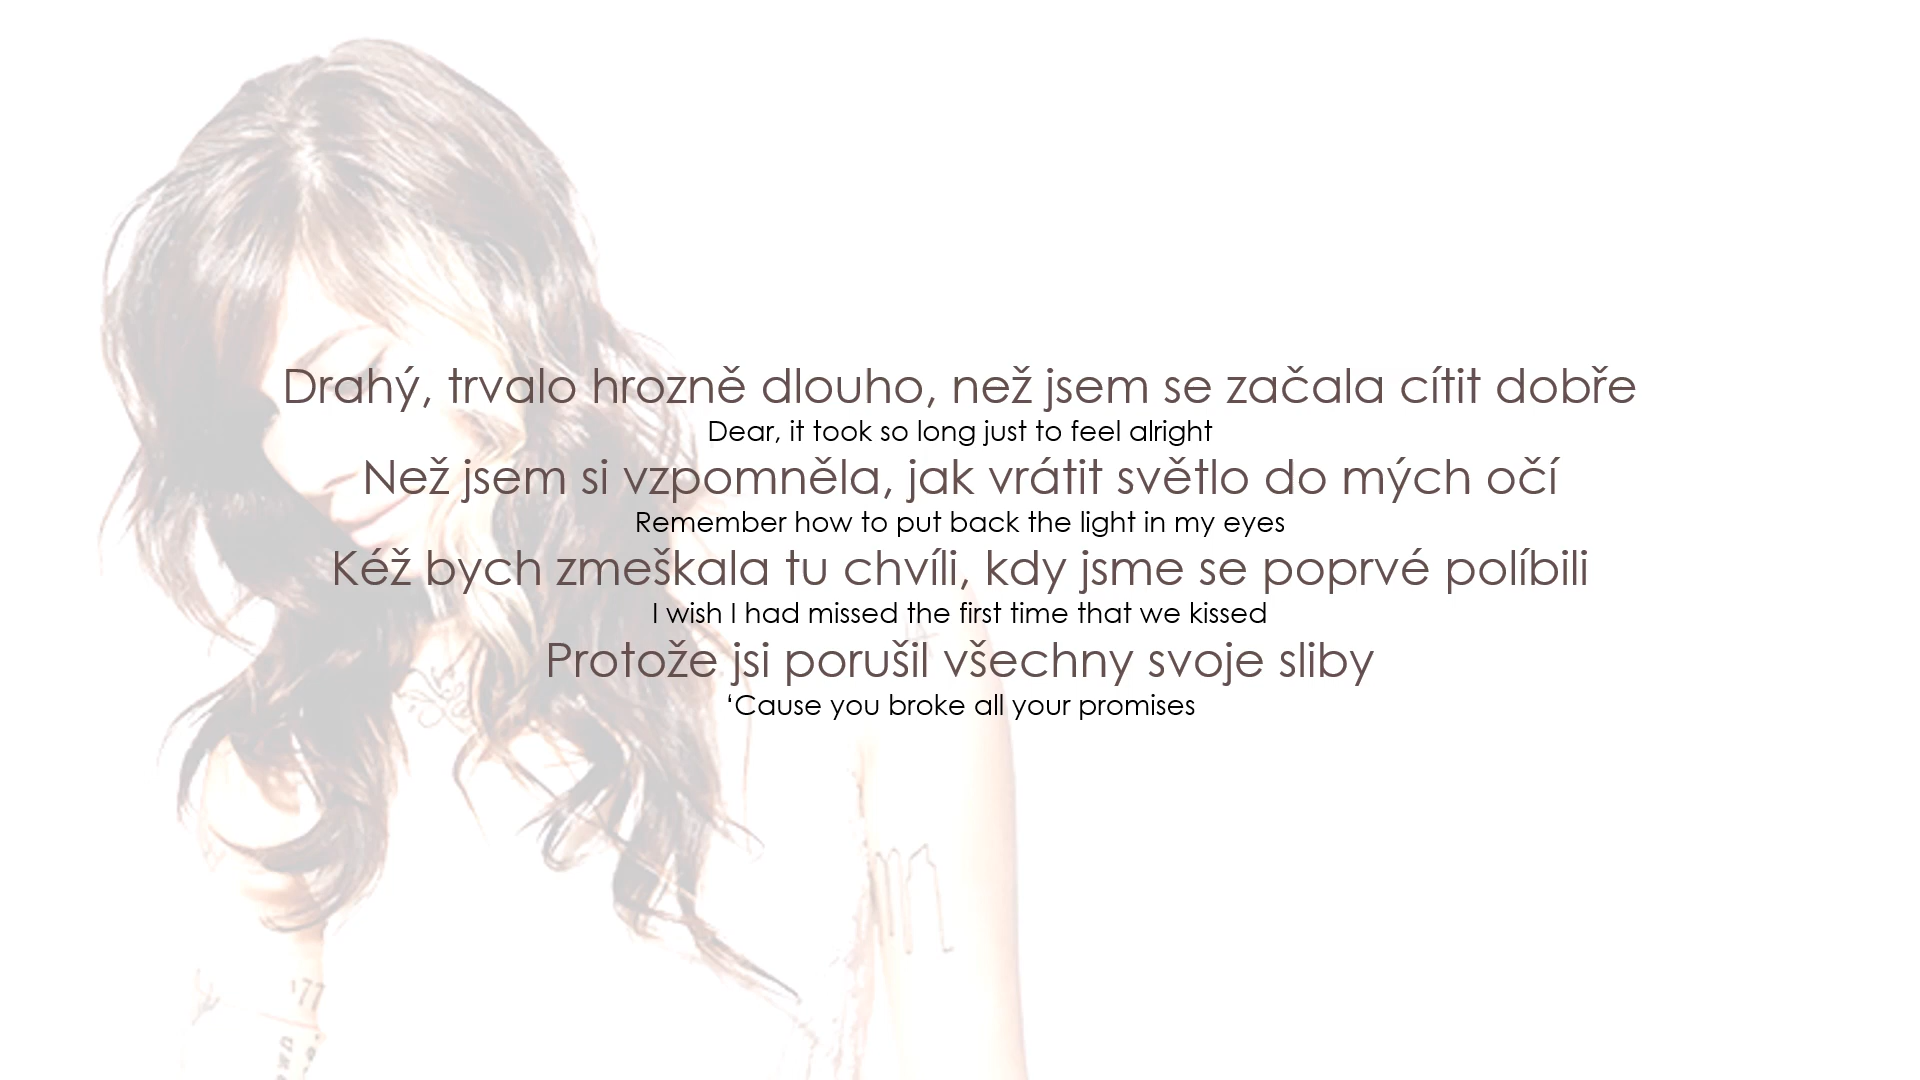 Drahý, trvalo hrozně dlouho, než jsem se začala cítit dobře
Dear, it took so long just to feel alright
Než jsem si vzpomněla, jak vrátit světlo do mých očí
Remember how to put back the light in my eyes
Kéž bych zmeškala tu chvíli, kdy jsme se poprvé políbili
I wish I had missed the first time that we kissed
Protože jsi porušil všechny svoje sliby
‘Cause you broke all your promises